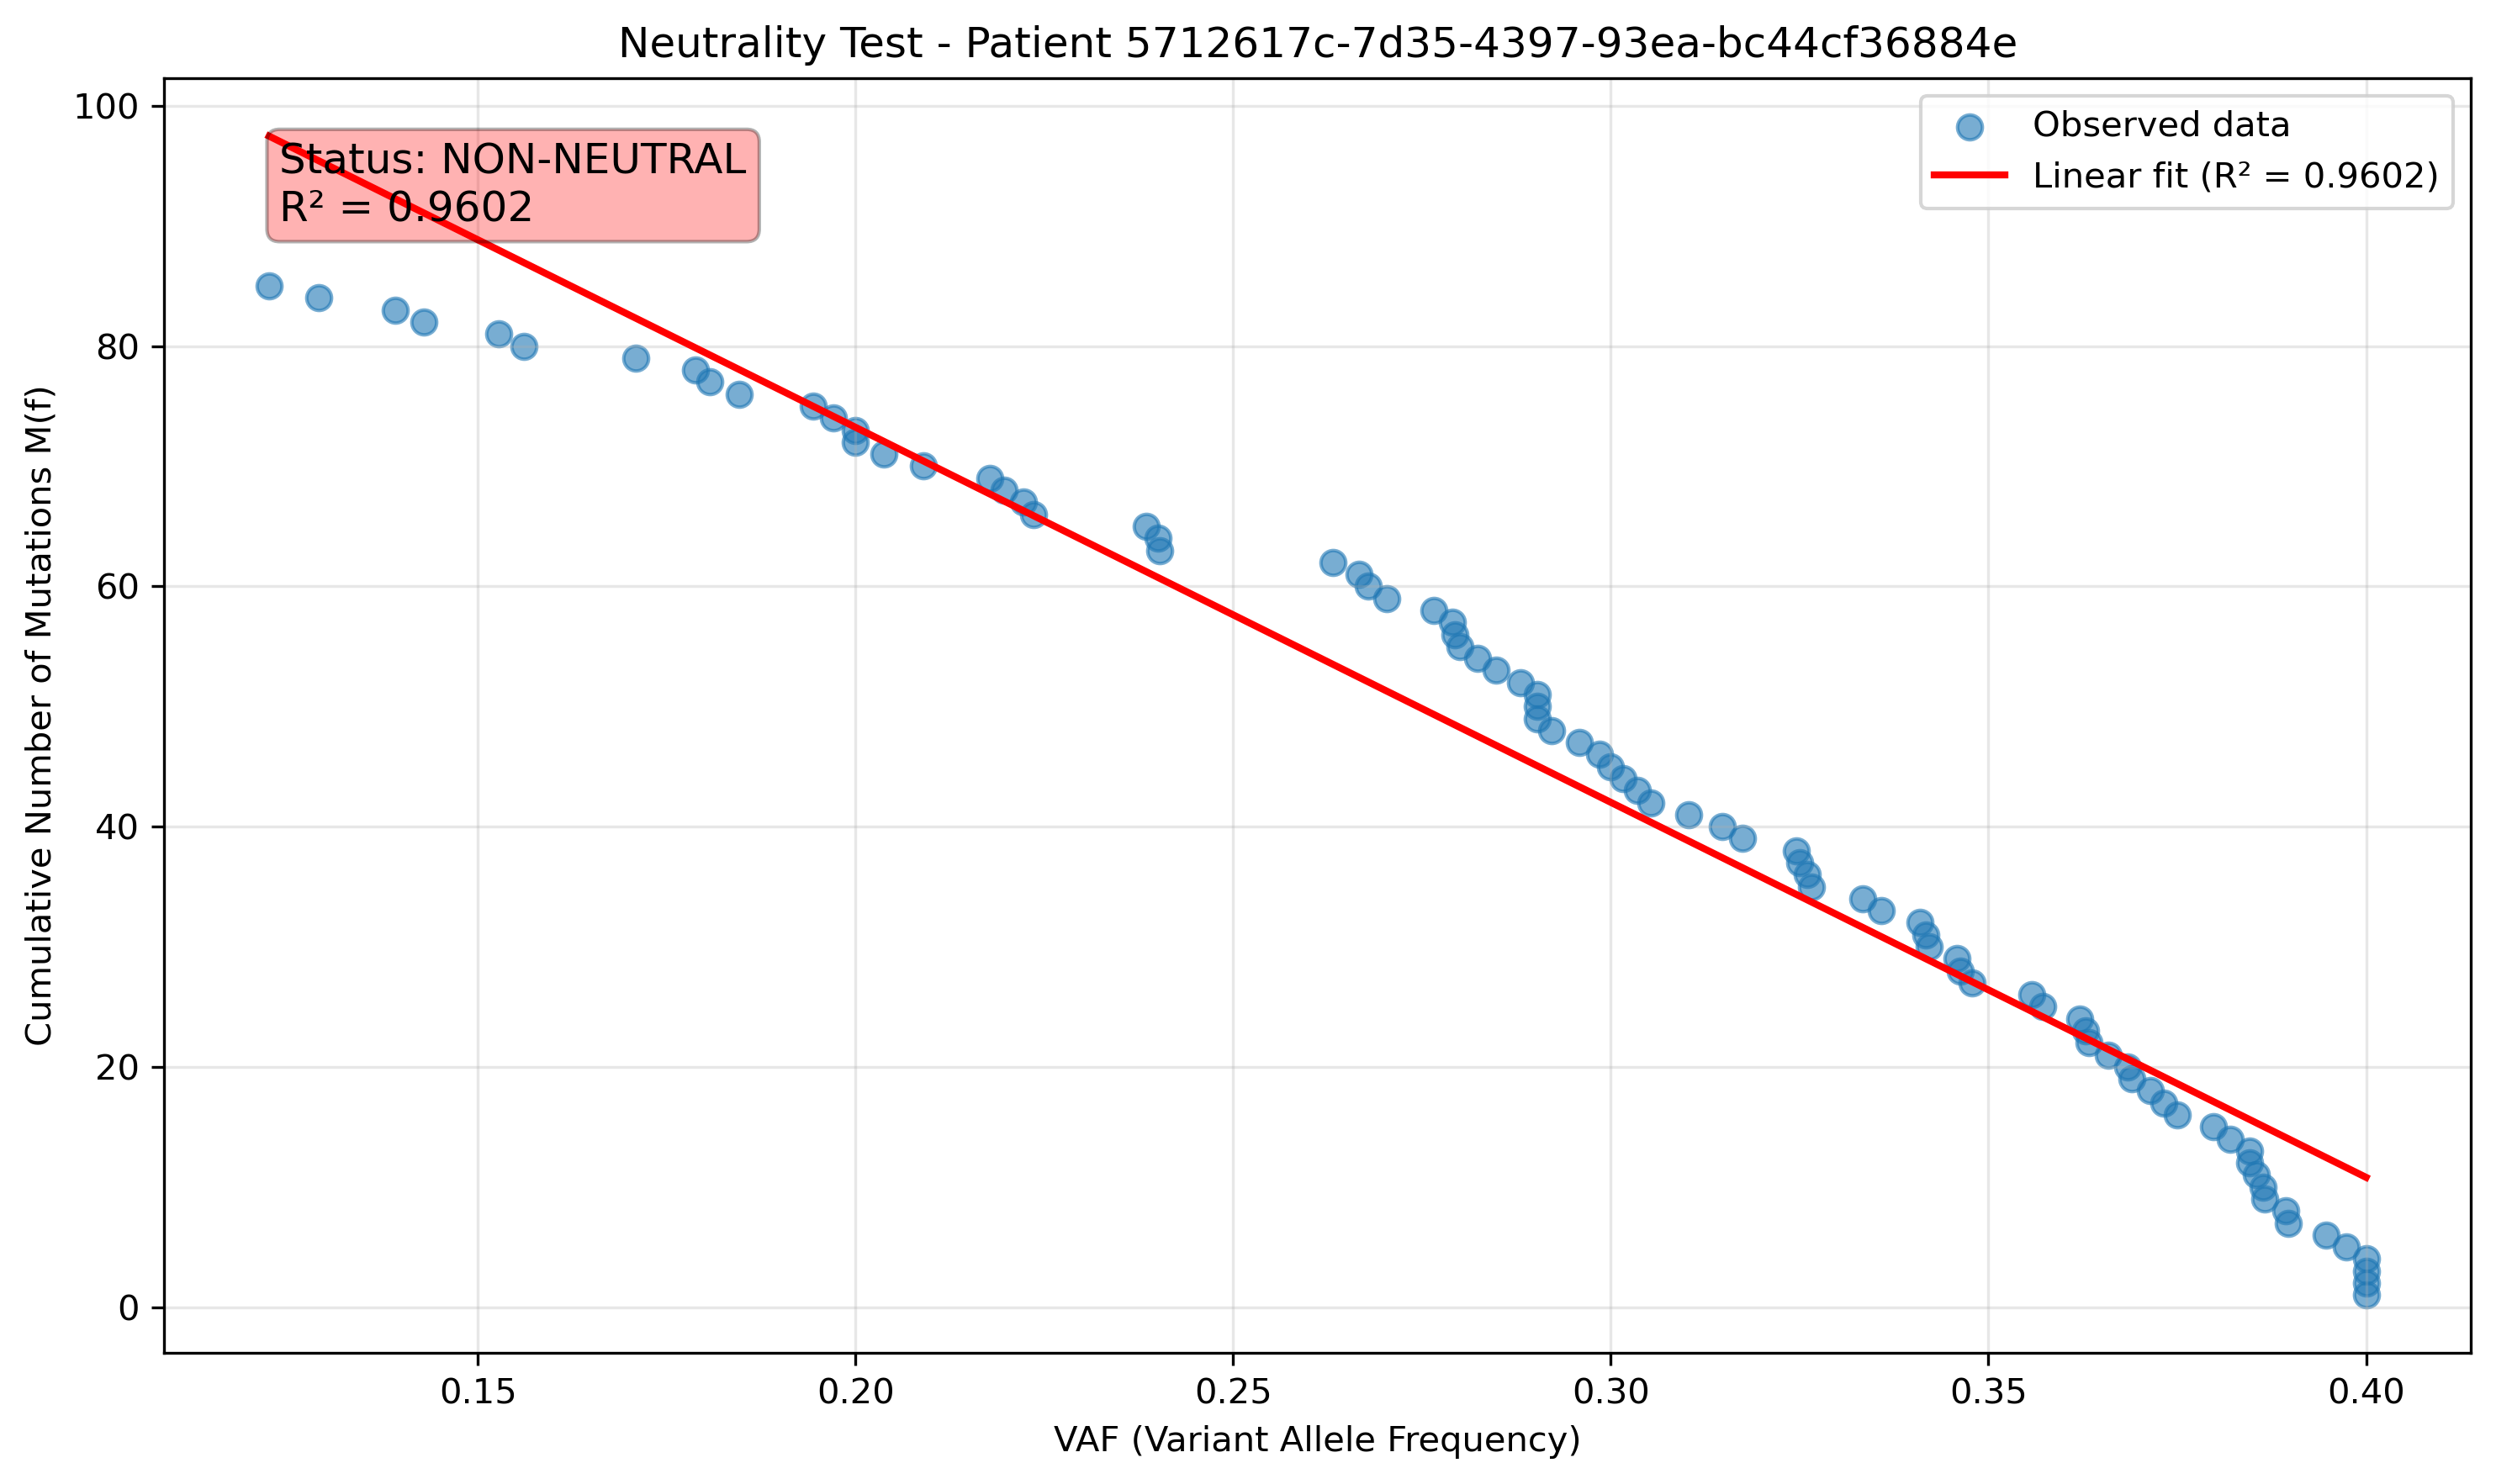 Neutrality Test - Patient 5712617c-7d35-4397-93ea-bc44cf36884e
Cumulative Number of Mutations M(f)
100
80
60
40
20
0
Status: NON-NEUTRAL
R² = 0.9602
Observed data
Linear fit (R² = 0.9602)
0.15 0.20 0.25 0.30 0.35 0.40
VAF (Variant Allele Frequency)